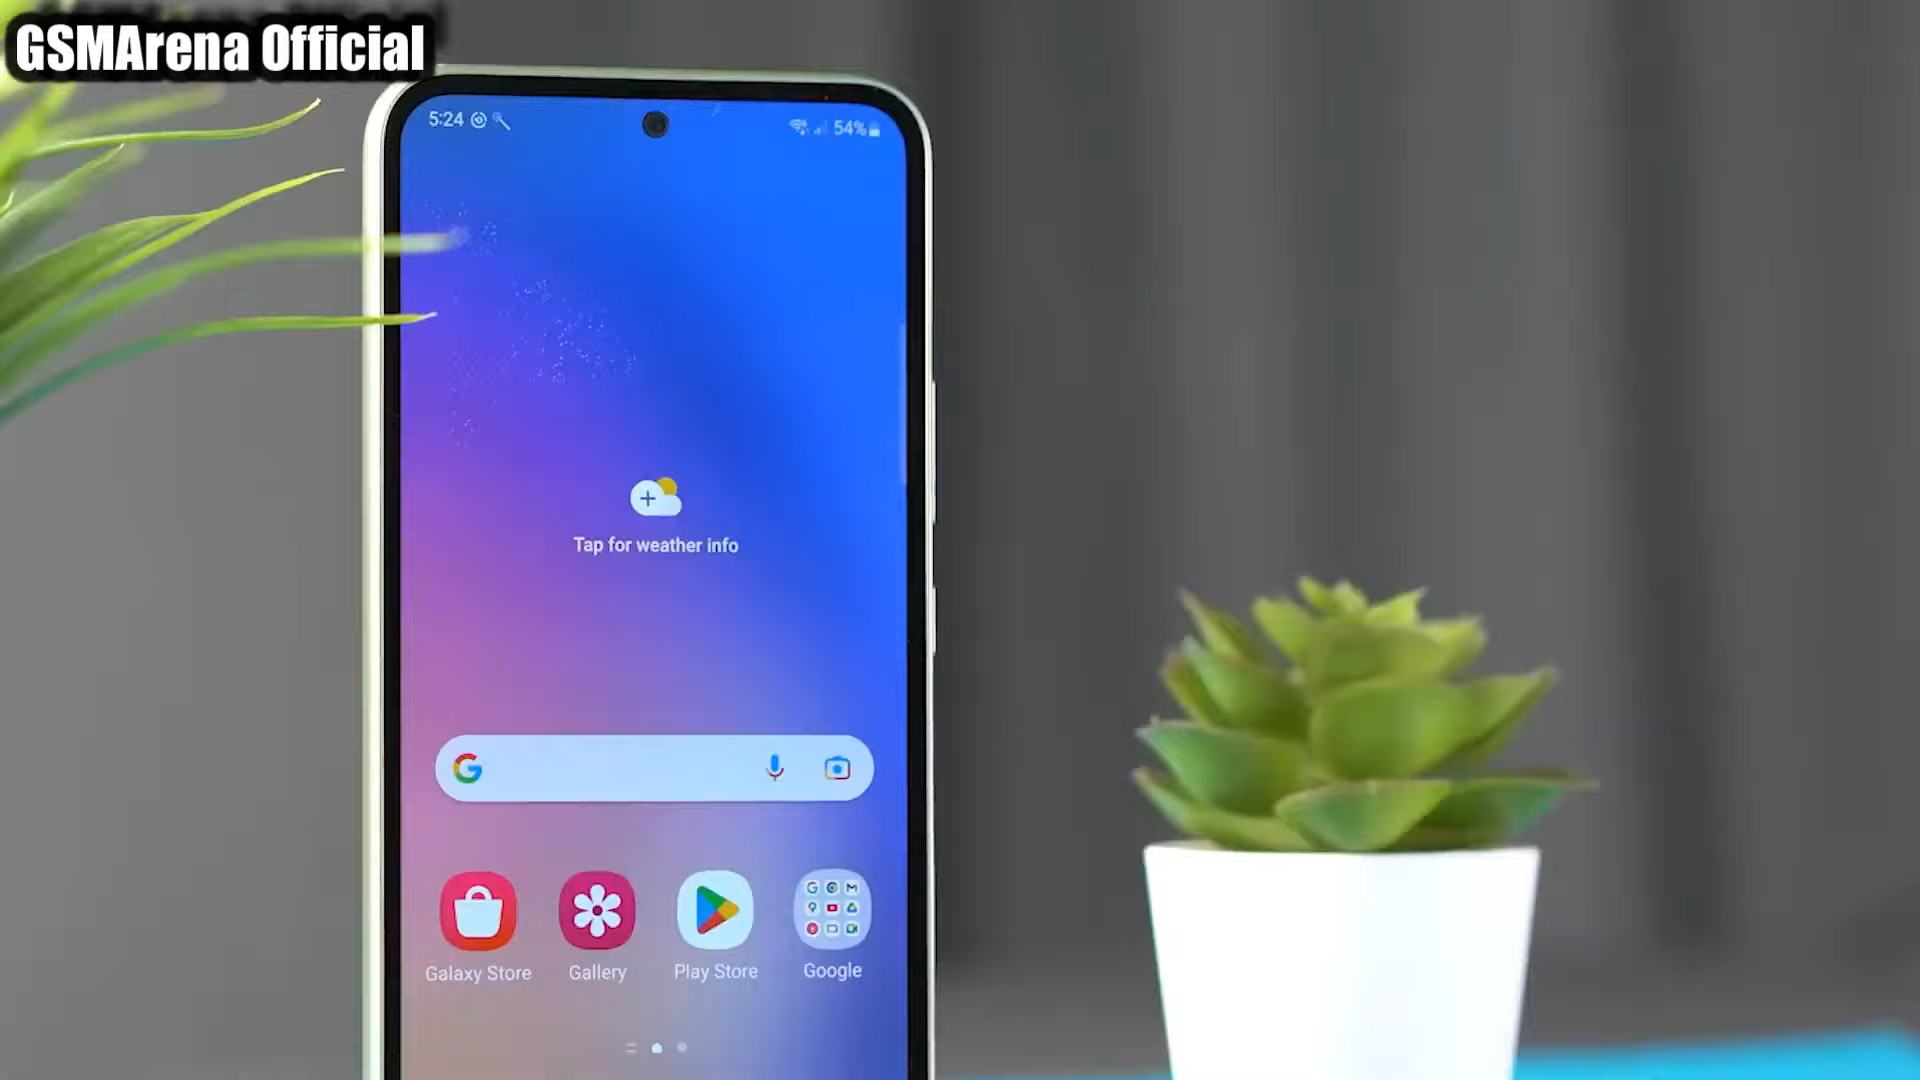 GSMArena Official
5:24
54%
Tap for weather info
Galaxy Store
Gallery
Play Store
Google